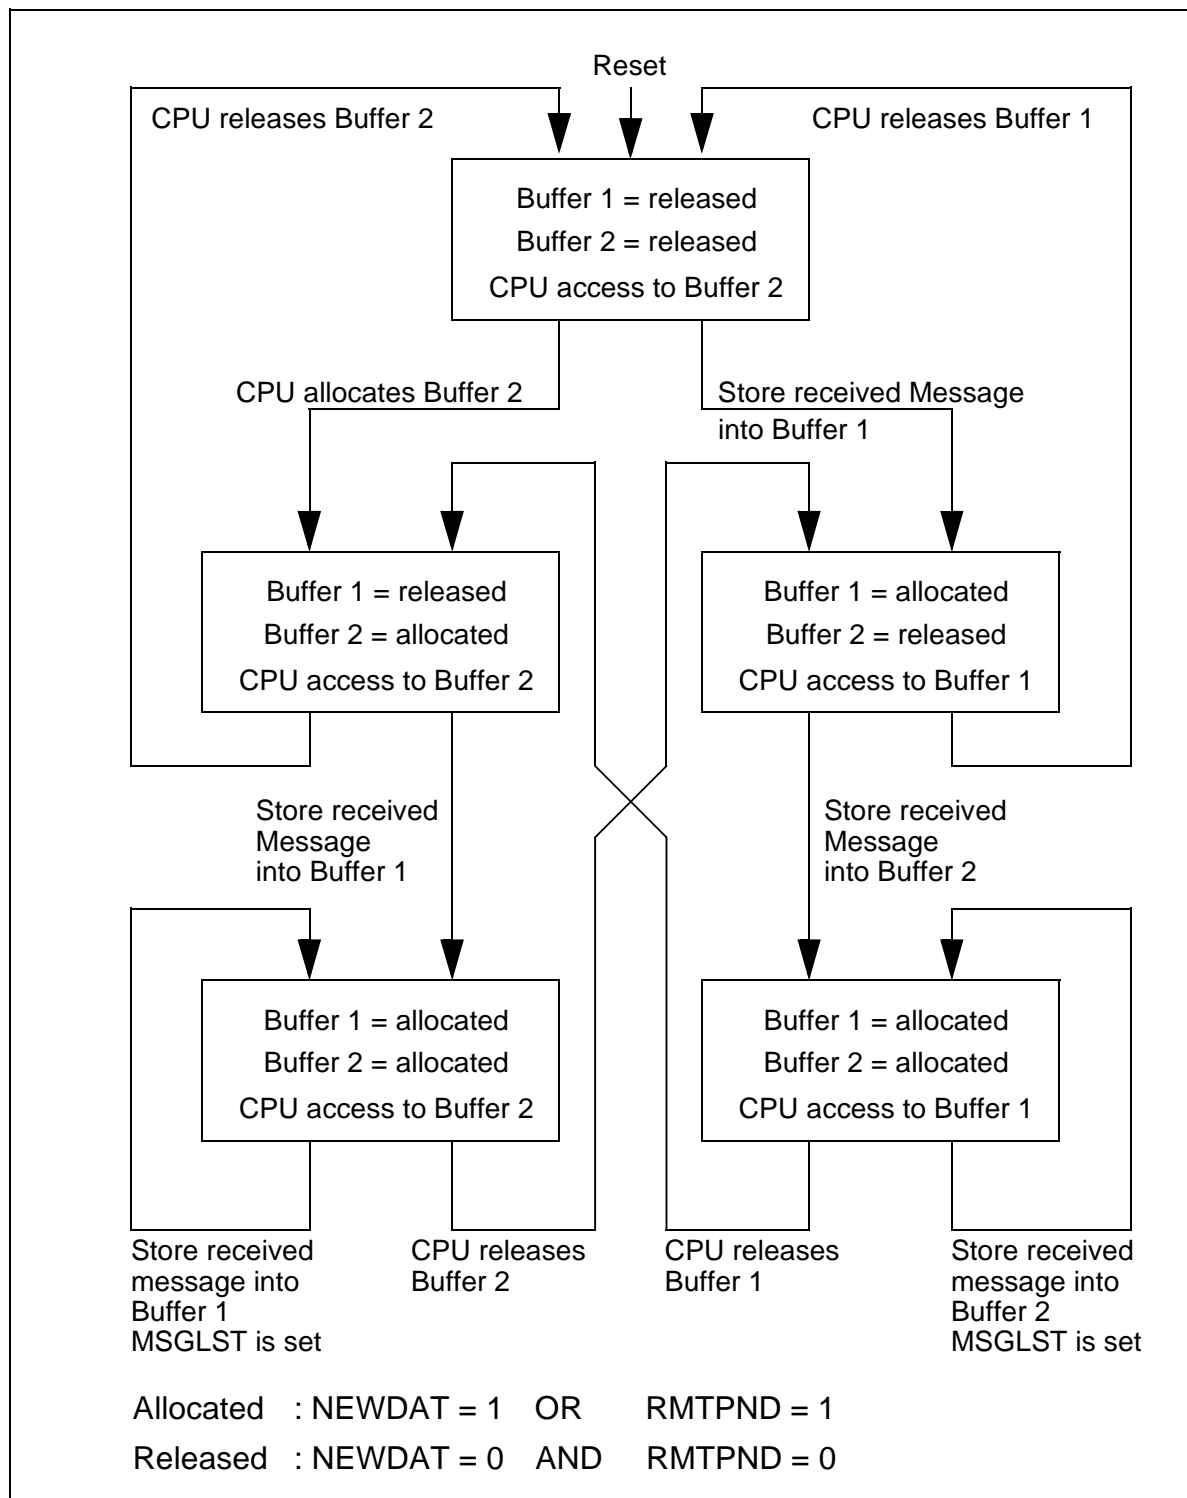 Reset
CPU releases Buffer 2
CPU releases Buffer 1
Buffer 1 = released
Buffer 2 = released
CPU access to Buffer 2
CPU allocates Buffer 2
Store received Message
into Buffer 1
Buffer 1 = released
Buffer 2 = allocated
CPU access to Buffer 2
Buffer 1 = allocated
Buffer 2 = released
CPU access to Buffer 1
Store received
Message
into Buffer 1
Store received
Message
into Buffer 2
Buffer 1 = allocated
Buffer 2 = allocated
CPU access to Buffer 2
Buffer 1 = allocated
Buffer 2 = allocated
CPU access to Buffer 1
Store received
message into
Buffer 1
MSGLST is set
CPU releases
Buffer 2
CPU releases
Buffer 1
Store received
message into
Buffer 2
MSGLST is set
Allocated : NEWDAT = 1 OR RMTPND = 1
Released : NEWDAT = 0 AND RMTPND = 0